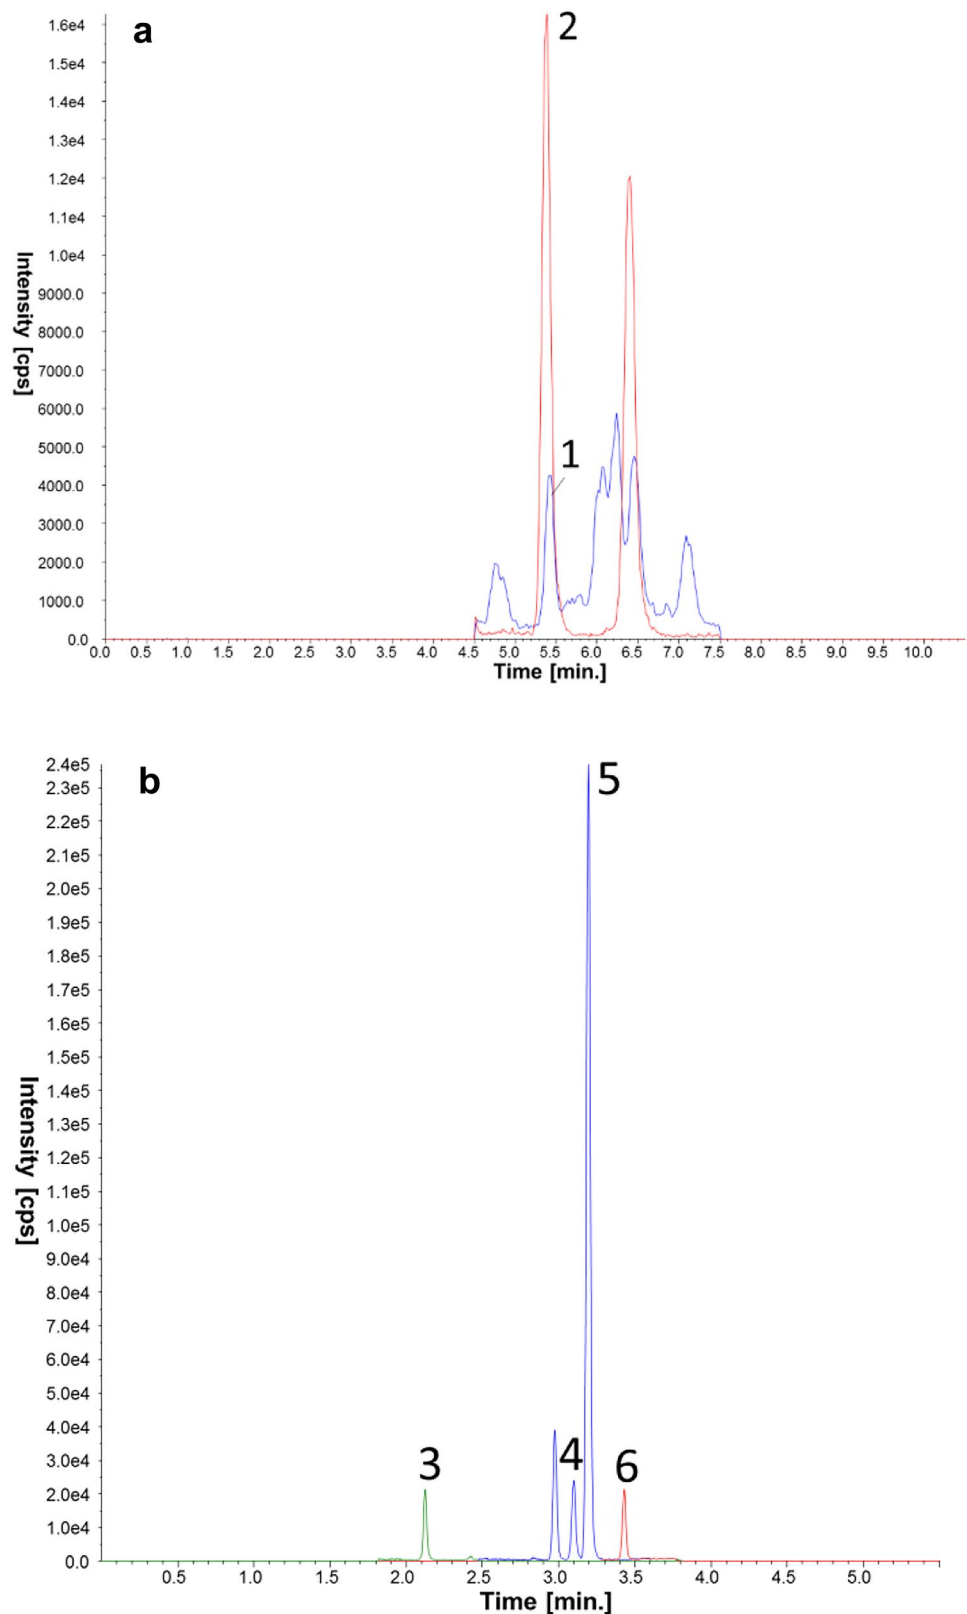 a
1.6e4
1.5e4
1.4e4
1.3e4
1.2e4
1.1e4
1.0e4
9000.0
8000.0
7000.0
6000.0
5000.0
4000.0
3000.0
2000.0
1000.0
0.0
Intensity [cps]
2
1
0.0 0.5 1.0 1.5 2.0 2.5 3.0 3.5 4.0 4.5 5.0 5.5 6.0 6.5 7.0 7.5 8.0 8.5 9.0 9.5 10.0
Time [min.]
b
2.4e5
2.3e5
2.2e5
2.1e5
2.0e5
1.9e5
1.8e5
1.7e5
1.6e5
1.5e5
1.4e5
1.3e5
1.2e5
1.1e5
1.0e5
9.0e4
8.0e4
7.0e4
6.0e4
5.0e4
4.0e4
3.0e4
2.0e4
1.0e4
0.0
Intensity [cps]
5
3
4
6
0.5 1.0 1.5 2.0 2.5 3.0 3.5 4.0 4.5 5.0
Time [min.]